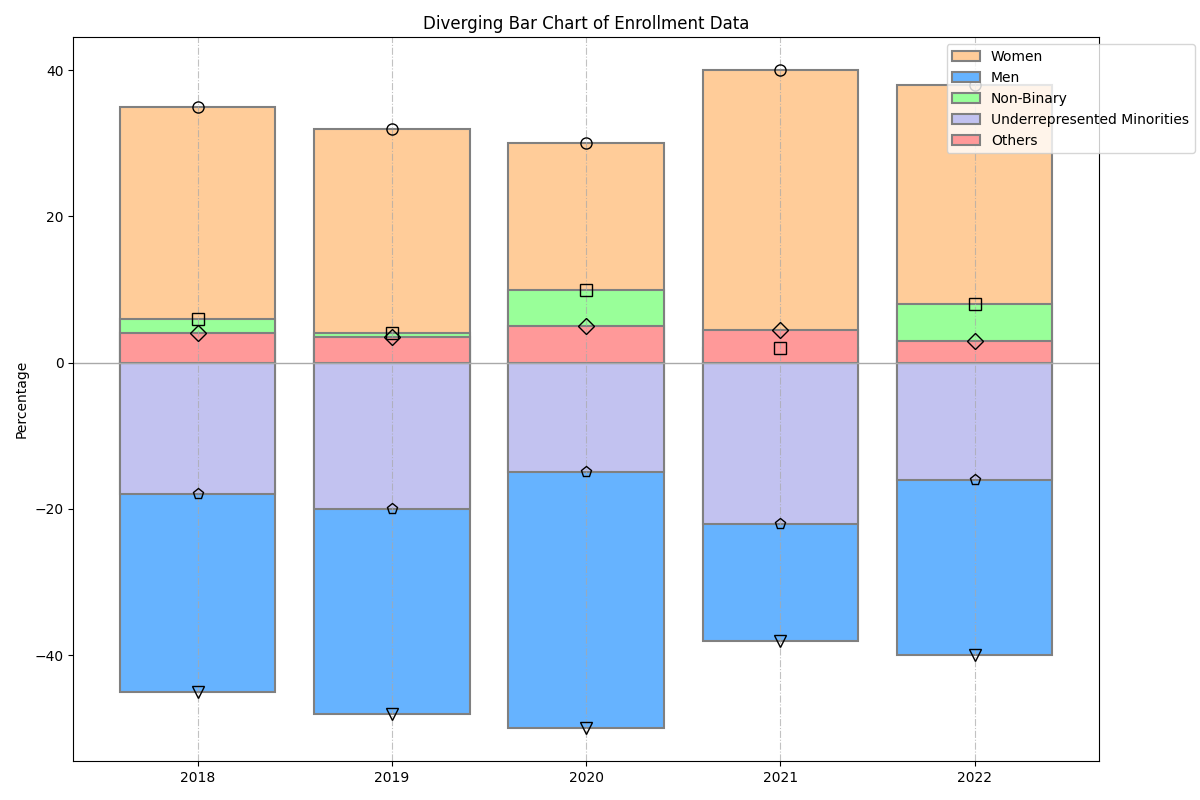 Diverging Bar Chart of Enrollment Data
Women
Men
Non-Binary
Underrepresented Minorities
Others
40
20
0
−20
−40
Percentage
2018 2019 2020 2021 2022